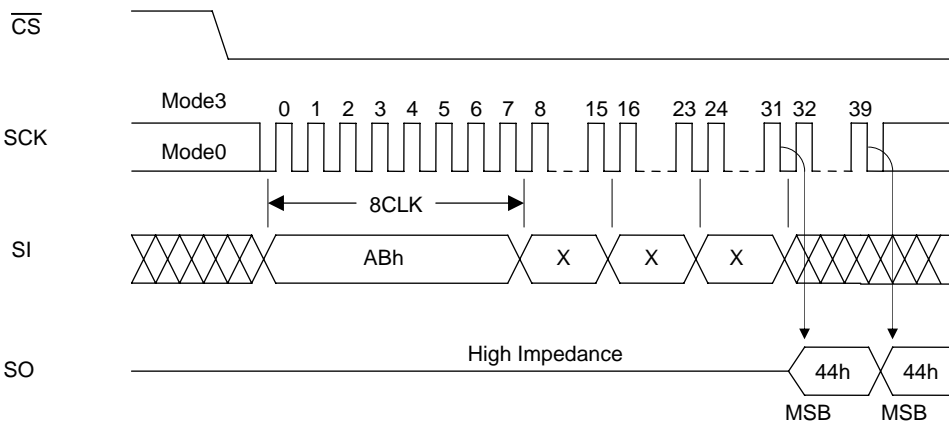 CS
Mode3
0 1 2 3 4 5 6 7 8 15 16 23 24 31 32 39
SCK
Mode0
8CLK
SI
ABh X X X
High Impedance
SO
44h 44h
MSB MSB